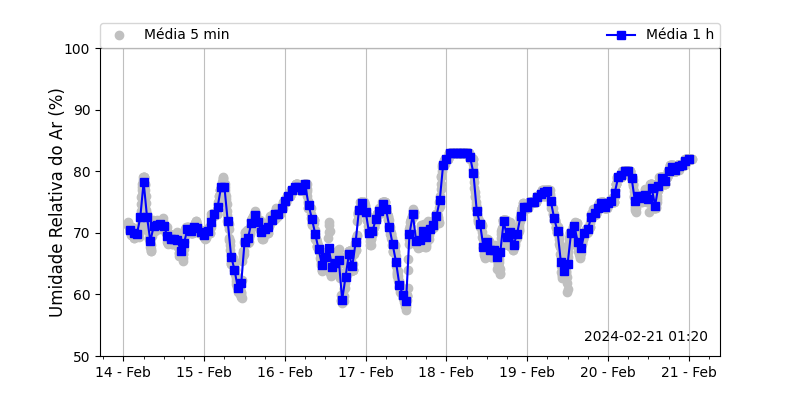 Média 5 min Média 1 h
100
90
80
70
60
50
Umidade Relativa do Ar (%)
2024-02-21 01:20
14 - Feb 15 - Feb 16 - Feb 17 - Feb 18 - Feb 19 - Feb 20 - Feb 21 - Feb